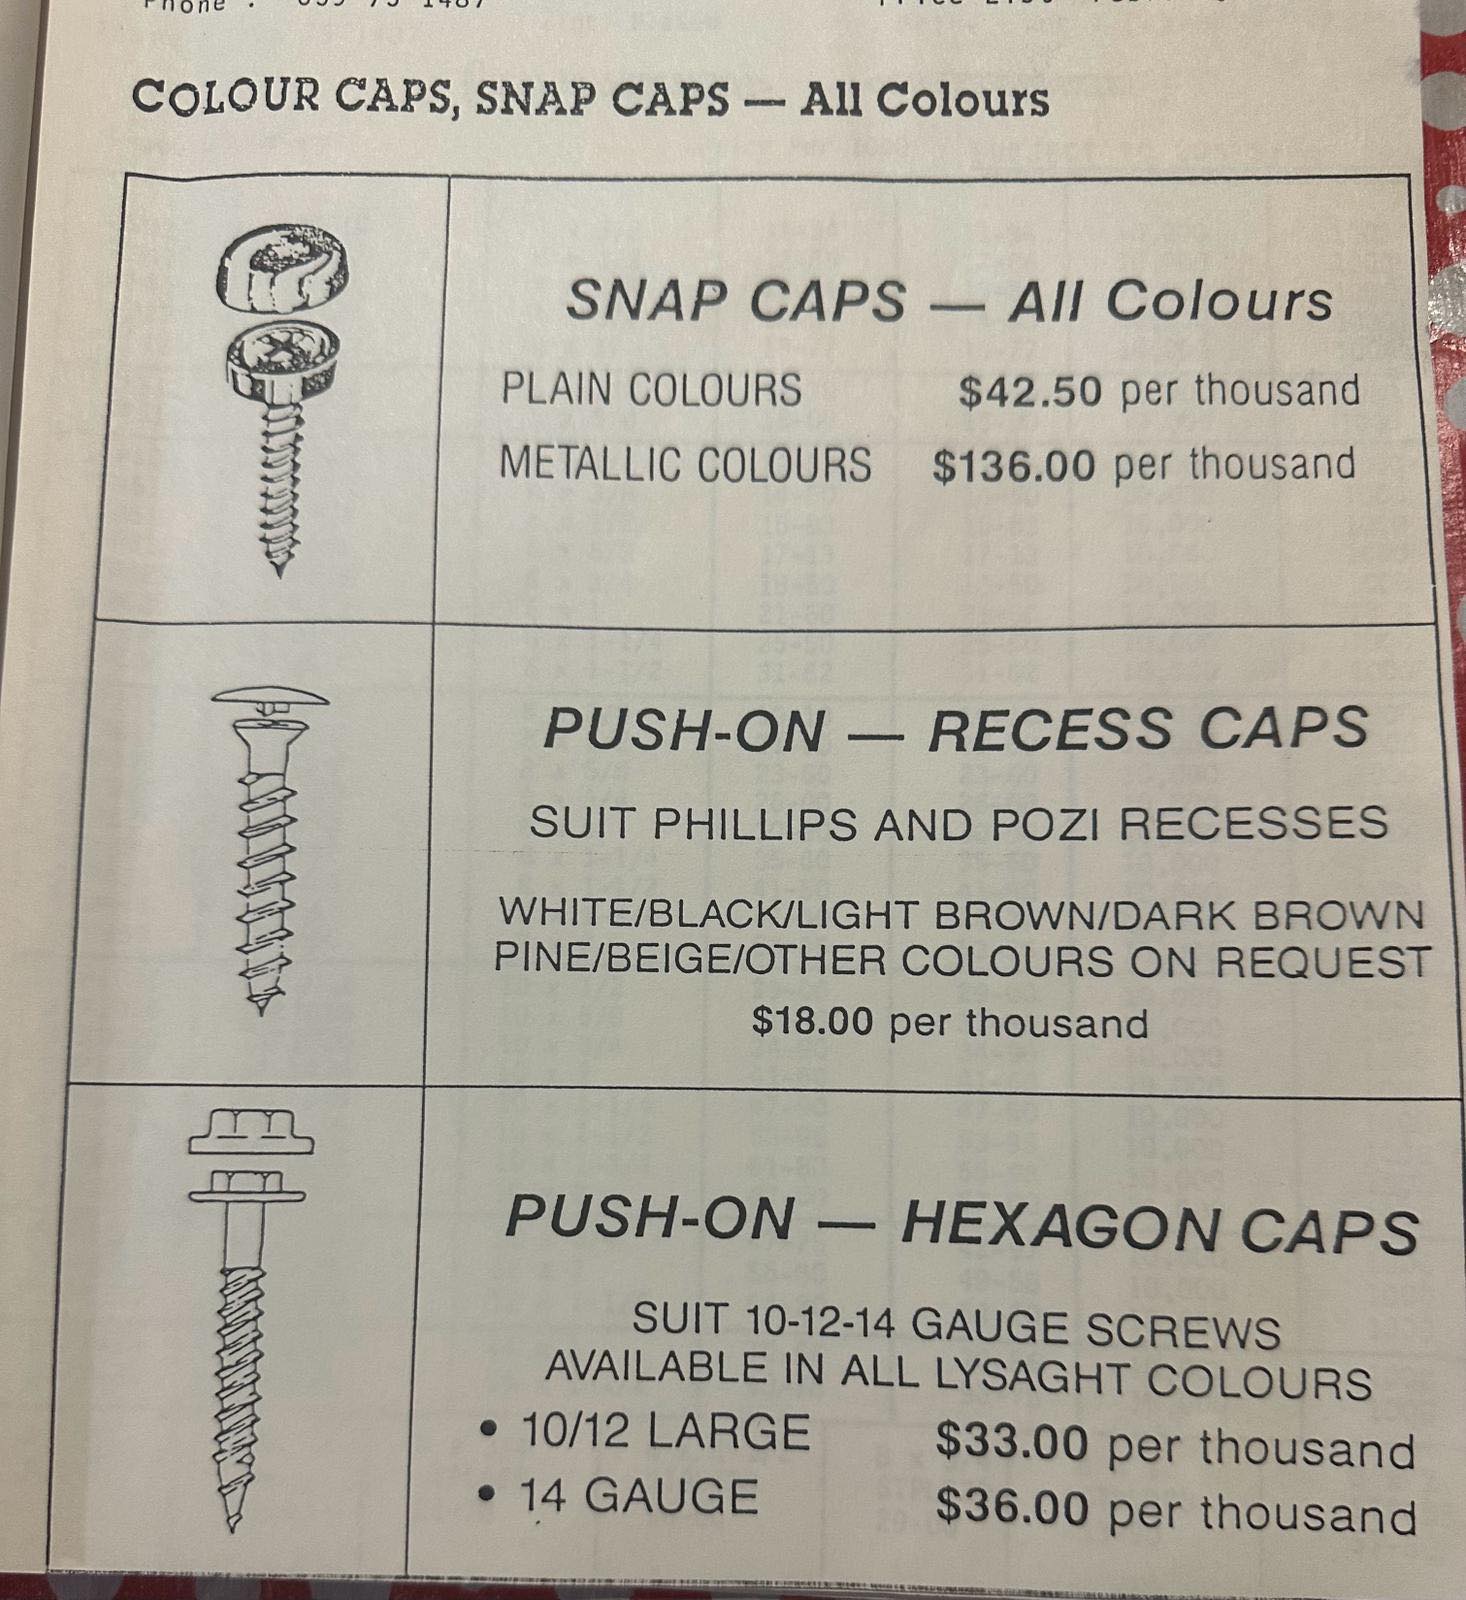 Phone :
COLOUR CAPS, SNAP CAPS — All Colours
SNAP CAPS — All Colours
PLAIN COLOURS $42.50 per thousand
METALLIC COLOURS $136.00 per thousand
PUSH-ON — RECESS CAPS
SUIT PHILLIPS AND POZI RECESSES
WHITE/BLACK/LIGHT BROWN/DARK BROWN
PINE/BEIGE/OTHER COLOURS ON REQUEST
$18.00 per thousand
PUSH-ON — HEXAGON CAPS
SUIT 10-12-14 GAUGE SCREWS
AVAILABLE IN ALL LYSAGHT COLOURS
• 10/12 LARGE $33.00 per thousand
• 14 GAUGE $36.00 per thousand